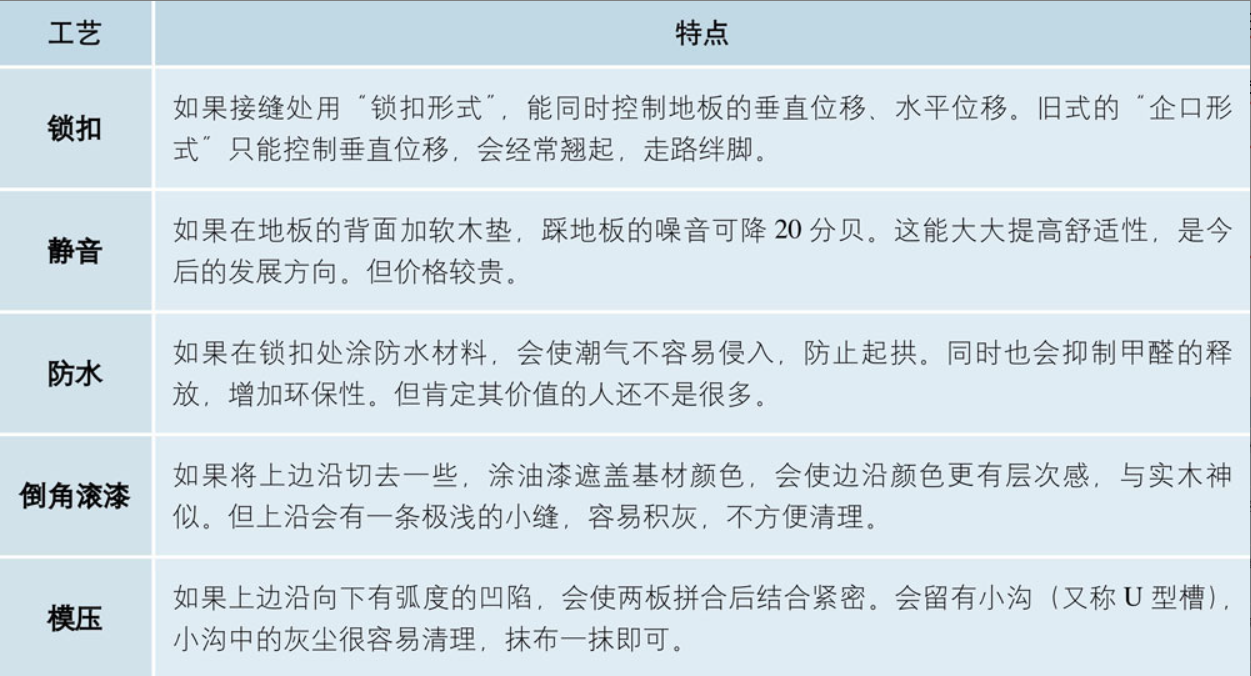 工艺
特点
锁扣
如果接缝处用“锁扣形式”，能同时控制地板的垂直位移、水平位移。旧式的“企口形
式”只能控制垂直位移，会经常翘起，走路绊脚。
静音
如果在地板的背面加软木垫，踩地板的噪音可降 20 分贝。这能大大提高舒适性，是今
后的发展方向。但价格较贵。
防水
如果在锁扣处涂防水材料，会使潮气不容易侵入，防止起拱。同时也会抑制甲醛的释
放，增加环保性。但肯定其价值的人还不是很多。
倒角滚漆
如果将上边沿切去一些，涂油漆遮盖基材颜色，会使边沿颜色更有层次感，与实木神
似。但上沿会有一条极浅的小缝，容易积灰，不方便清理。
模压
如果上边沿向下有弧度的凹陷，会使两板拼合后结合紧密。会留有小沟（又称 U 型槽），
小沟中的灰尘很容易清理，抹布一抹即可。